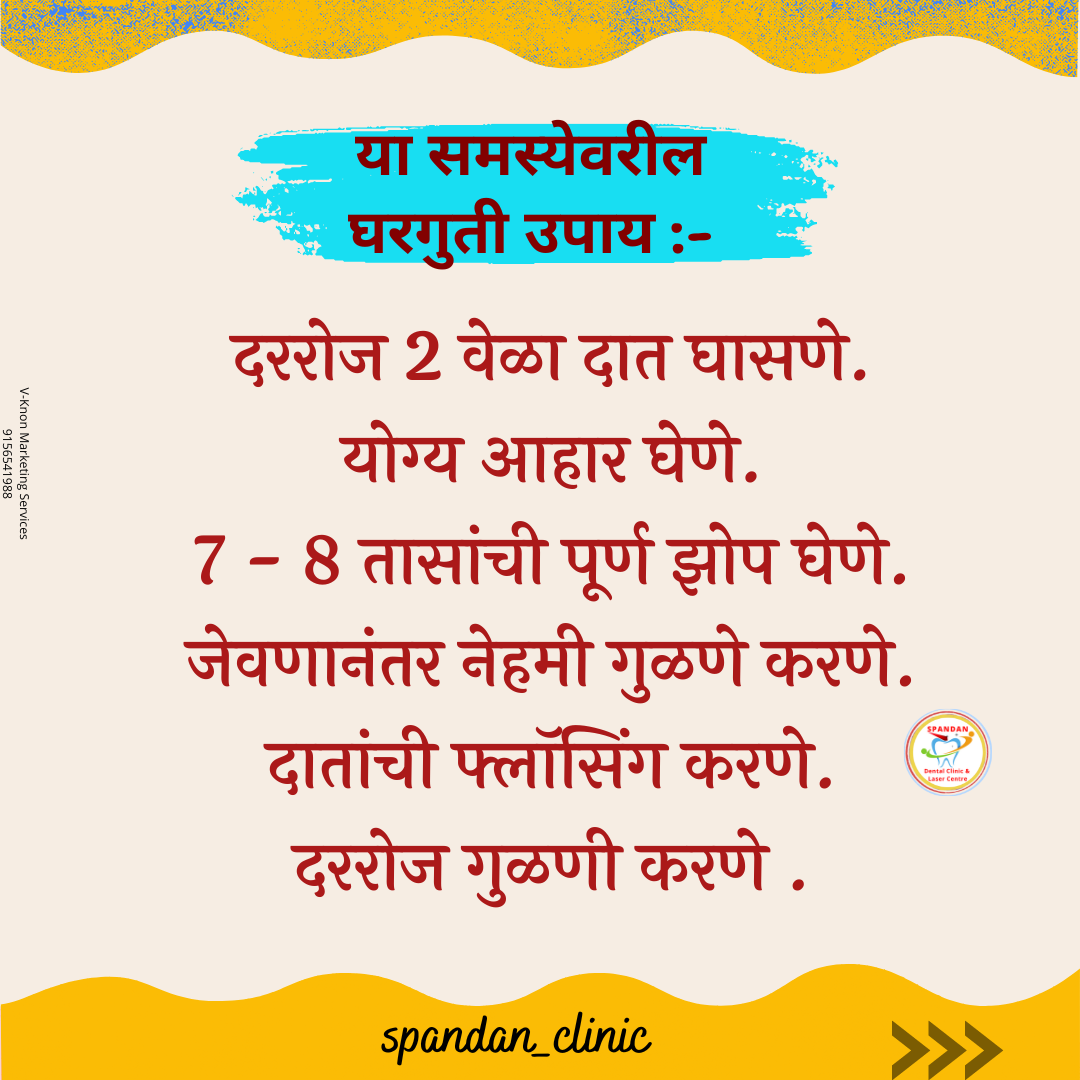 या समस्येवरील
घरगुती उपाय :-
दररोज 2 वेळा दात घासणे.
योग्य आहार घेणे.
7 - 8 तासांची पूर्ण झोप घेणे.
जेवणानंतर नेहमी गुळणे करणे.
दातांची फ्लॉसिंग करणे.
दररोज गुळणी करणे .
V-Knon Marketing Services
9156541988
SPANDAN
Dental Clinic &
Laser Centre
spandan_clinic